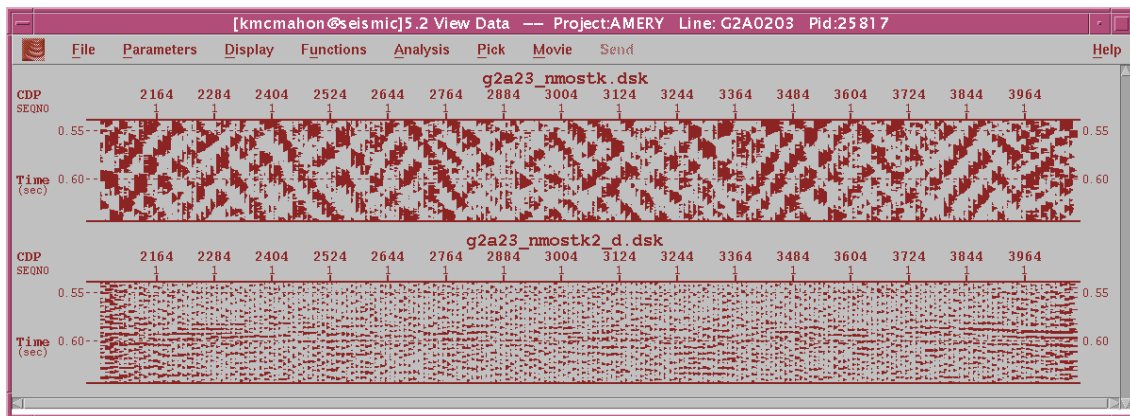 [kmcmahon@seismic]5.2 View Data -- Project:AMERY Line: G2A0203 Pid:25817
File Parameters Display Functions Analysis Pick Movie Send Help
g2a23_nmostk.dsk
CDP 2164 2284 2404 2524 2644 2764 2884 3004 3124 3244 3364 3484 3604 3724 3844 3964
SEQNO 1 1 1 1 1 1 1 1 1 1 1 1 1 1 1 1
0.55 0.55
Time 0.60 0.60
(sec)
g2a23_nmostk2_d.dsk
CDP 2164 2284 2404 2524 2644 2764 2884 3004 3124 3244 3364 3484 3604 3724 3844 3964
SEQNO 1 1 1 1 1 1 1 1 1 1 1 1 1 1 1 1
0.55 0.55
Time 0.60 0.60
(sec)